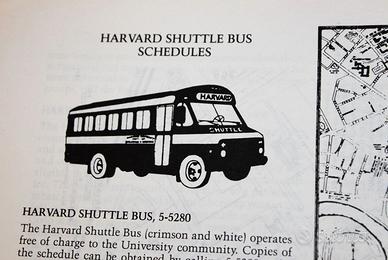 HARVARD SHUTTLE BUS
SCHEDULES
HARVARD
SHUTTLE
HARVARD SHUTTLE BUS, 5-5280
The Harvard Shuttle Bus (crimson and white) operates
free of charge to the University community. Copies of
the schedule can be obtained by calling